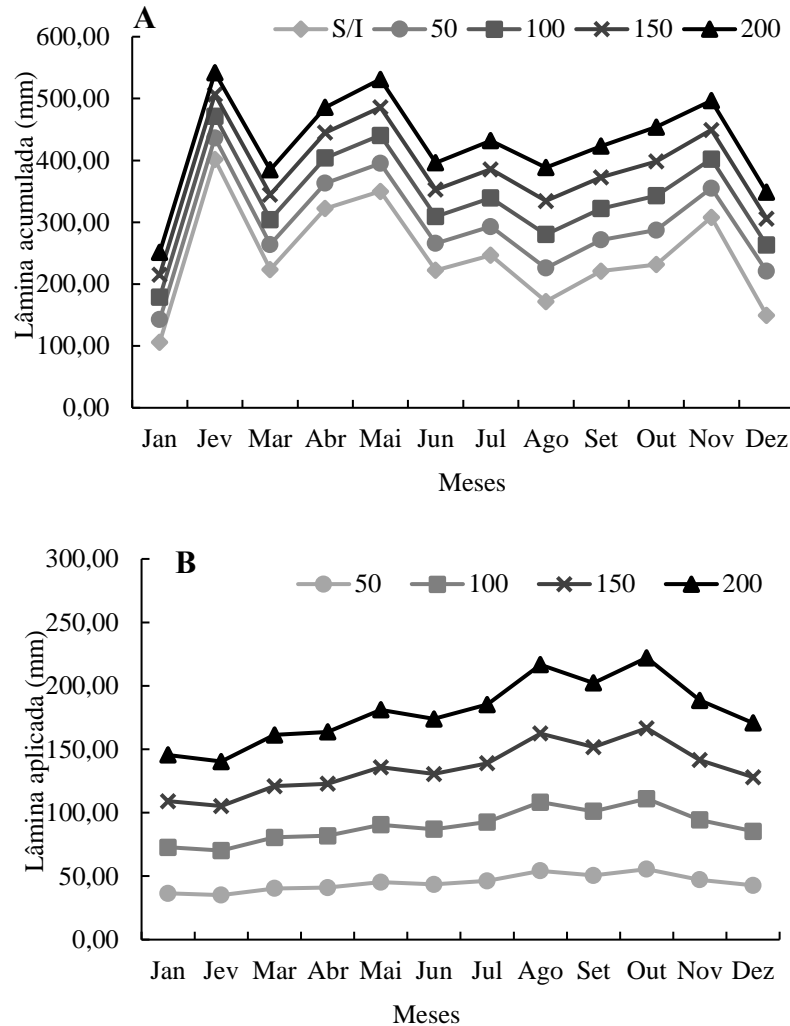 A
S/I 50 100 150 200
600,00
500,00
400,00
300,00
200,00
100,00
0,00
Lâmina acumulada (mm)
Jan Jev Mar Abr Mai Jun Jul Ago Set Out Nov Dez
Meses
B
50 100 150 200
300,00
250,00
200,00
150,00
100,00
50,00
0,00
Lâmina aplicada (mm)
Jan Jev Mar Abr Mai Jun Jul Ago Set Out Nov Dez
Meses